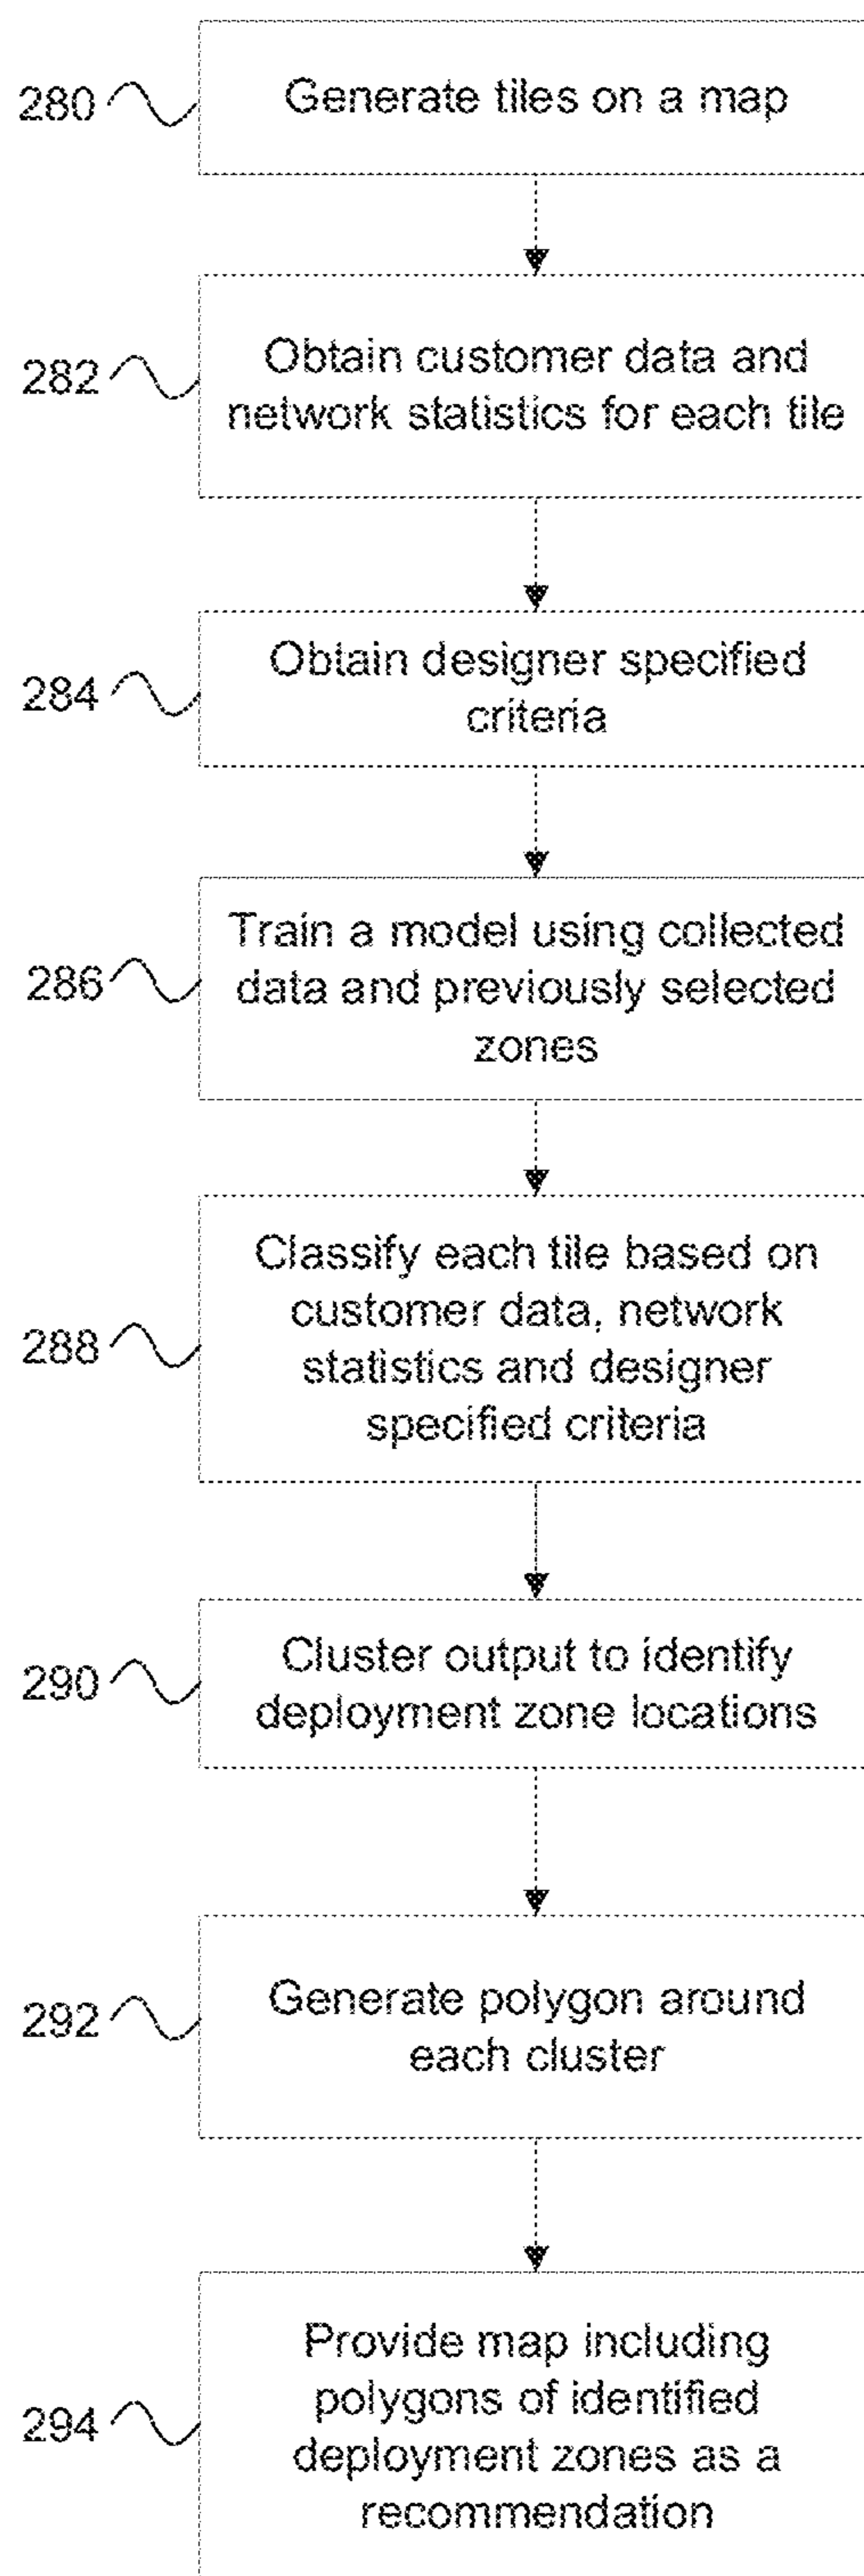 280
Generate tiles on a map
282
Obtain customer data and
network statistics for each tile
284
Obtain designer specified
criteria
286
Train a model using collected
data and previously selected
zones
288
Classify each tile based on
customer data, network
statistics and designer
specified criteria
290
Cluster output to identify
deployment zone locations
292
Generate polygon around
each cluster
294
Provide map including
polygons of identified
deployment zones as a
recommendation